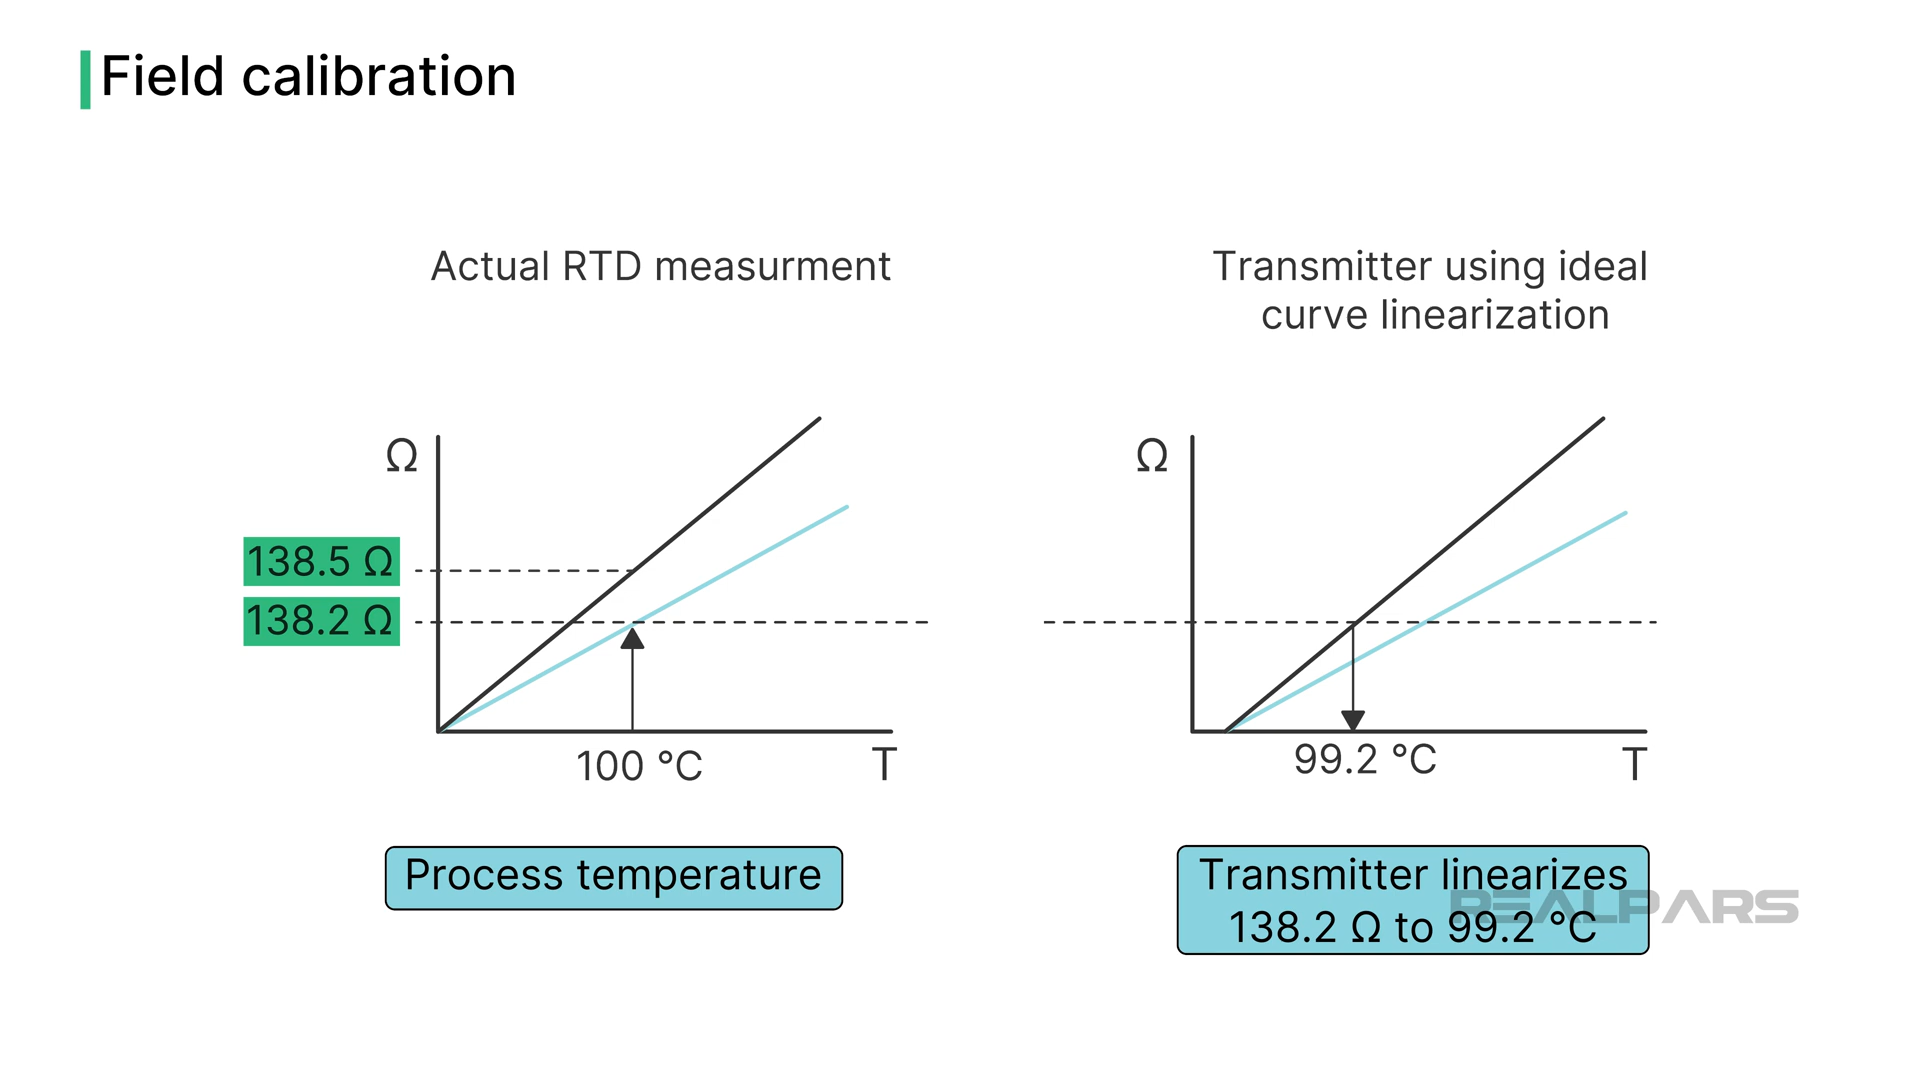 Field calibration
Actual RTD measurment
Transmitter using ideal
curve linearization
Ω
138.5 Ω
138.2 Ω
100 °C
T
Ω
99.2 °C
T
Process temperature
Transmitter linearizes
138.2 Ω to 99.2 °C
REALPARS